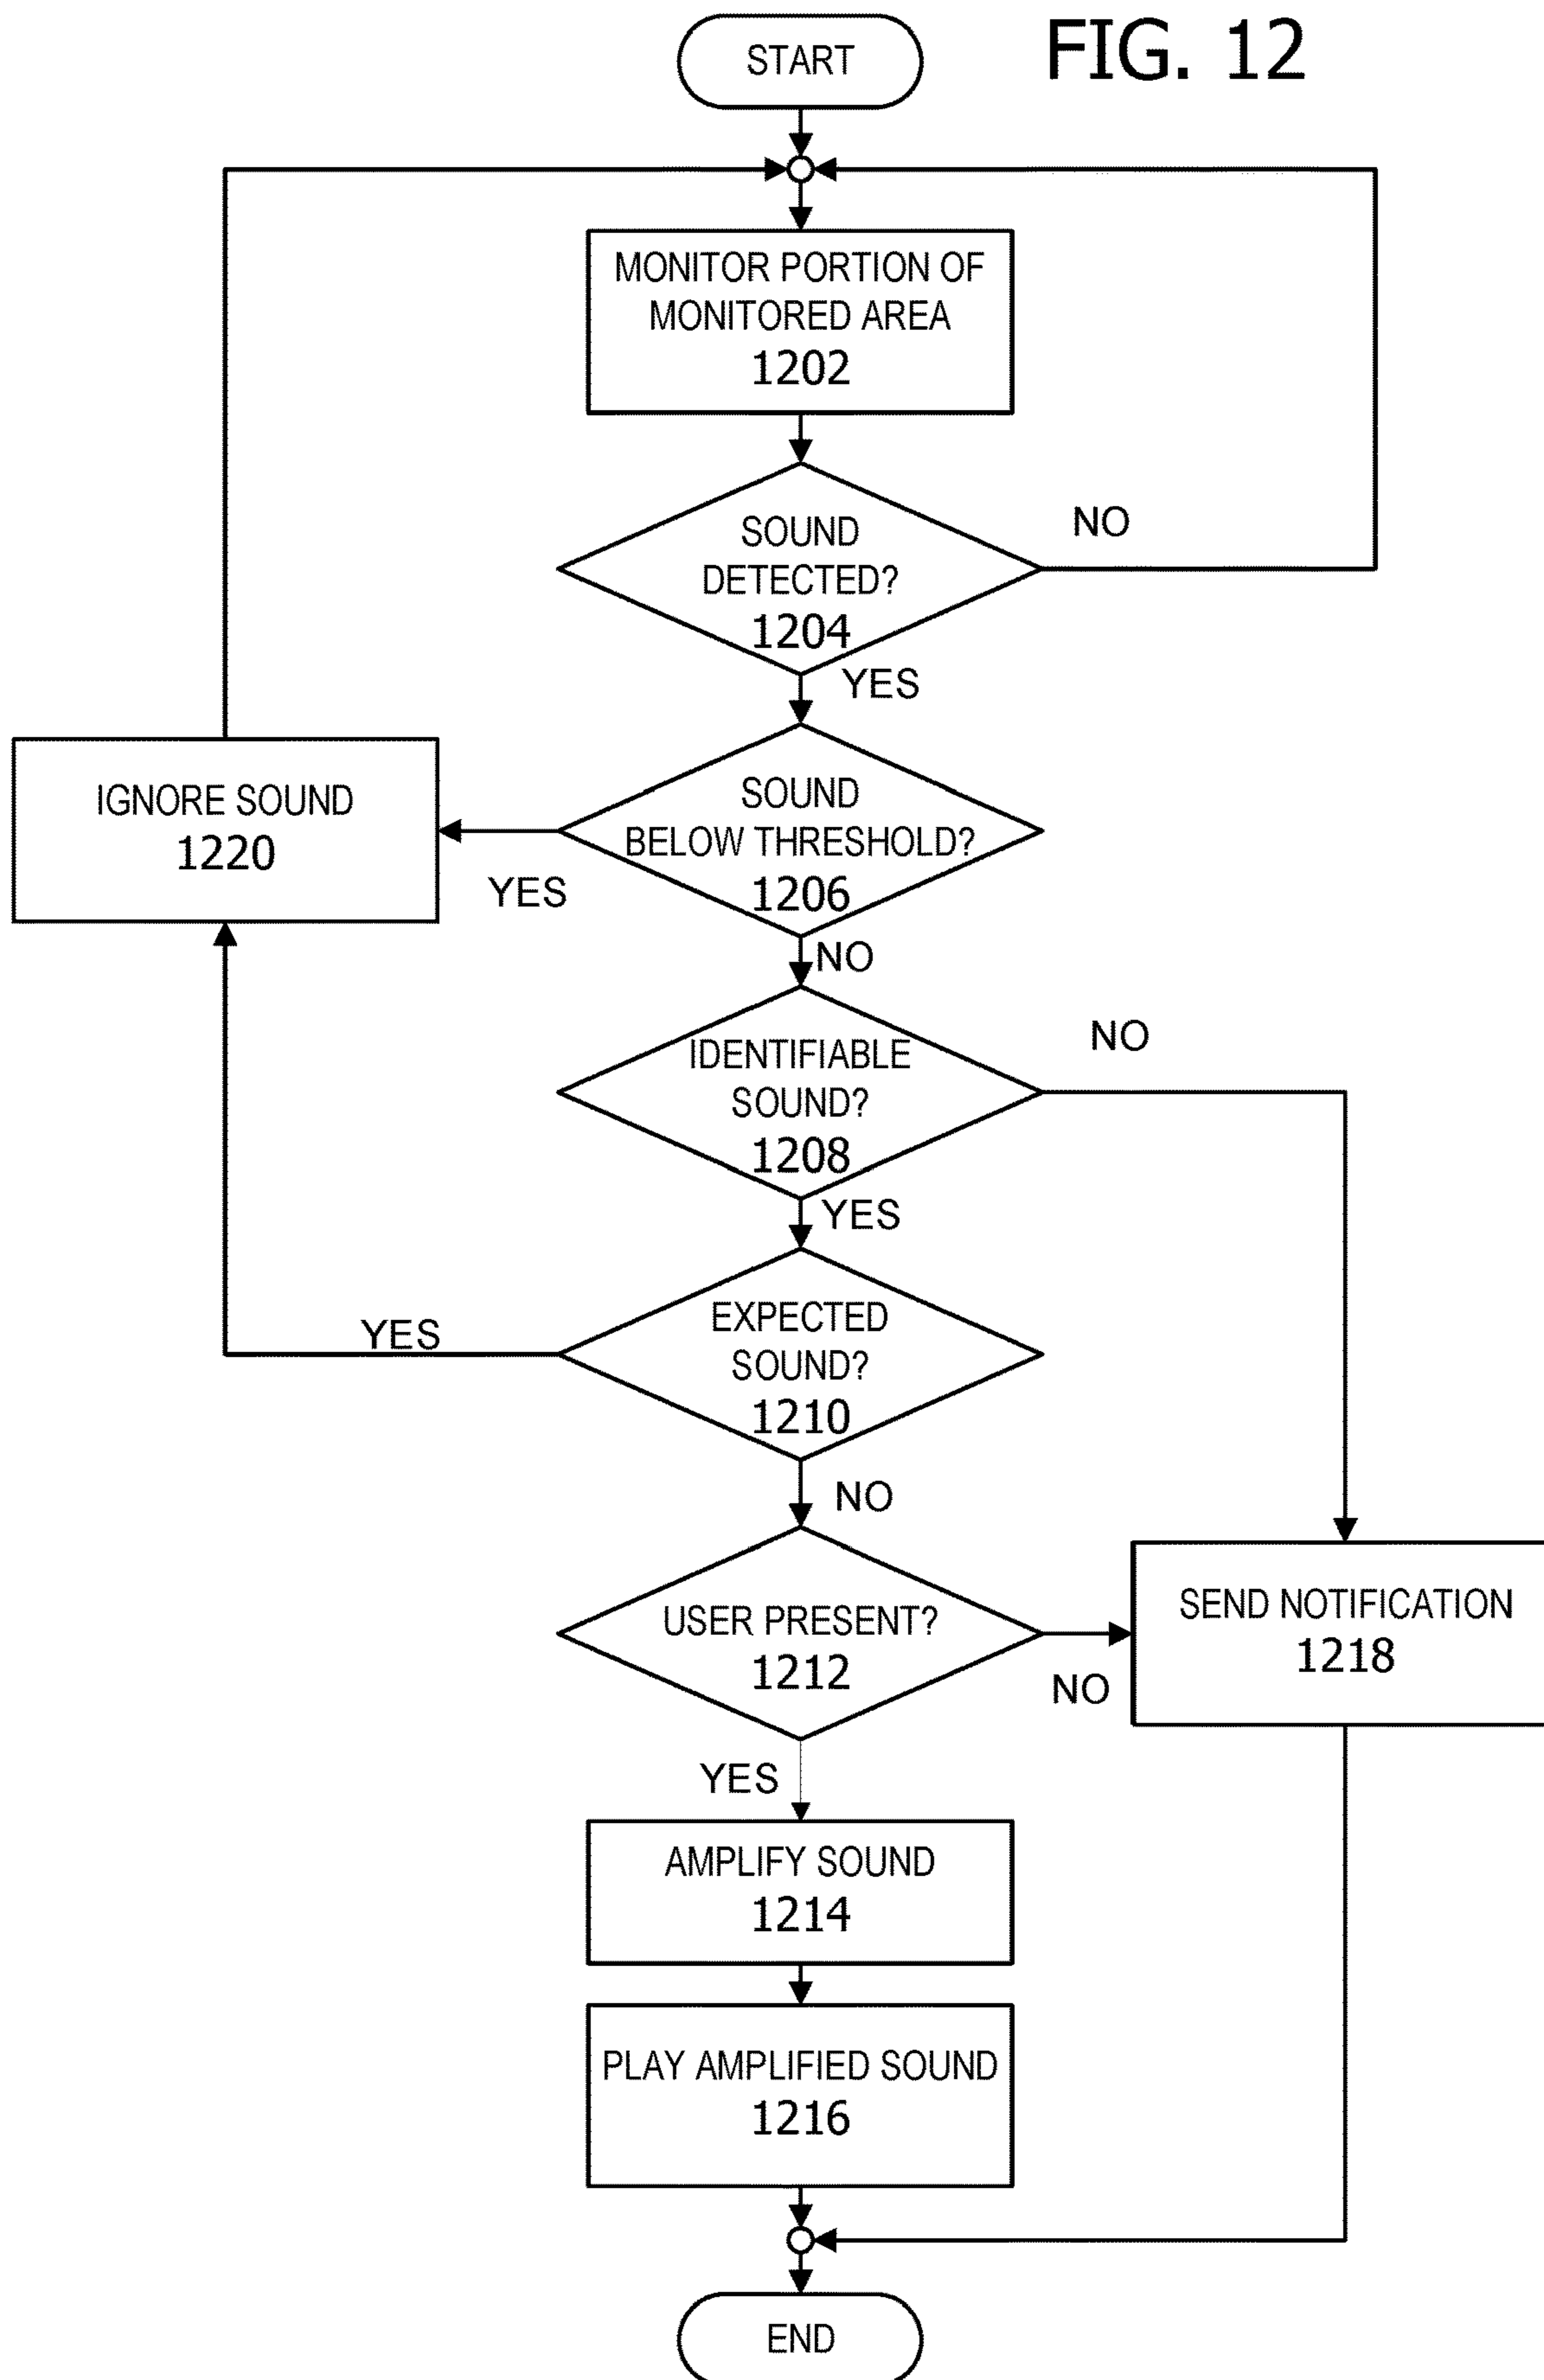 START
FIG. 12
MONITOR PORTION OF
MONITORED AREA
1202
SOUND
DETECTED?
1204
NO
YES
SOUND
BELOW THRESHOLD?
1206
YES
IGNORE SOUND
1220
NO
IDENTIFIABLE
SOUND?
1208
NO
YES
EXPECTED
SOUND?
1210
YES
NO
USER PRESENT?
1212
NO
SEND NOTIFICATION
1218
YES
AMPLIFY SOUND
1214
PLAY AMPLIFIED SOUND
1216
END